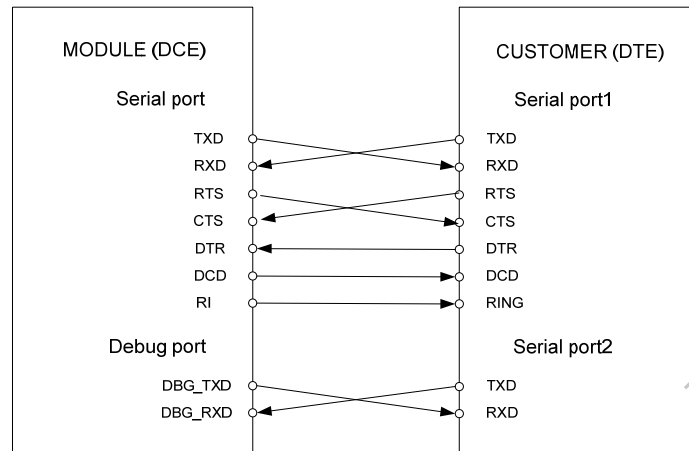 MODULE (DCE)
CUSTOMER (DTE)
Serial port
Serial port1
TXD
TXD
RXD
RXD
RTS
RTS
CTS
CTS
DTR
DTR
DCD
DCD
RI
RING
Debug port
Serial port2
DBG_TXD
TXD
DBG_RXD
RXD